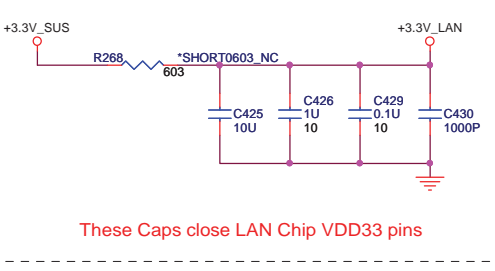 +3.3V_SUS
+3.3V_LAN
R268
*SHORT0603_NC
603
C425
10U
C426
1U
10
C429
0.1U
10
C430
1000P
These Caps close LAN Chip VDD33 pins